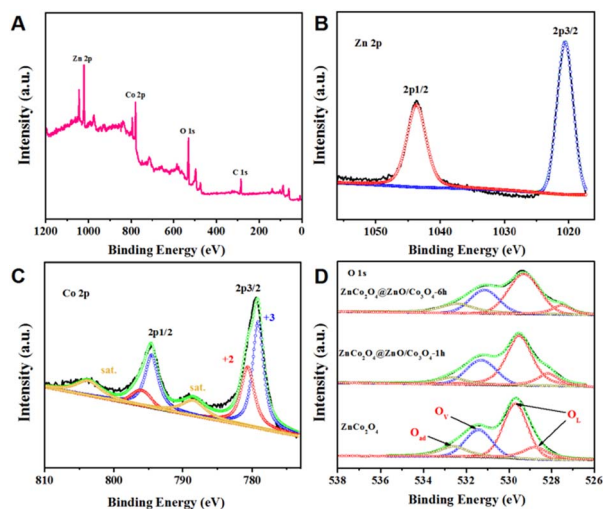 A
Zn 2p
Co 2p
O 1s
C 1s
Intensity (a.u.)
1200 1000 800 600 400 200 0
Binding Energy (eV)
B
Zn 2p
2p3/2
2p1/2
Intensity (a.u.)
1050 1040 1030 1020
Binding Energy (eV)
C
Co 2p
2p3/2
2p1/2
+3
+2
sat.
sat.
Intensity (a.u.)
810 800 790 780
Binding Energy (eV)
D
O 1s
ZnCo₂O₄@ZnO/Co₃O₄-6h
ZnCo₂O₄@ZnO/Co₃O₄-1h
O_V
O_L
O_ad
ZnCo₂O₄
Intensity (a.u.)
538 536 534 532 530 528 526
Binding Energy (eV)